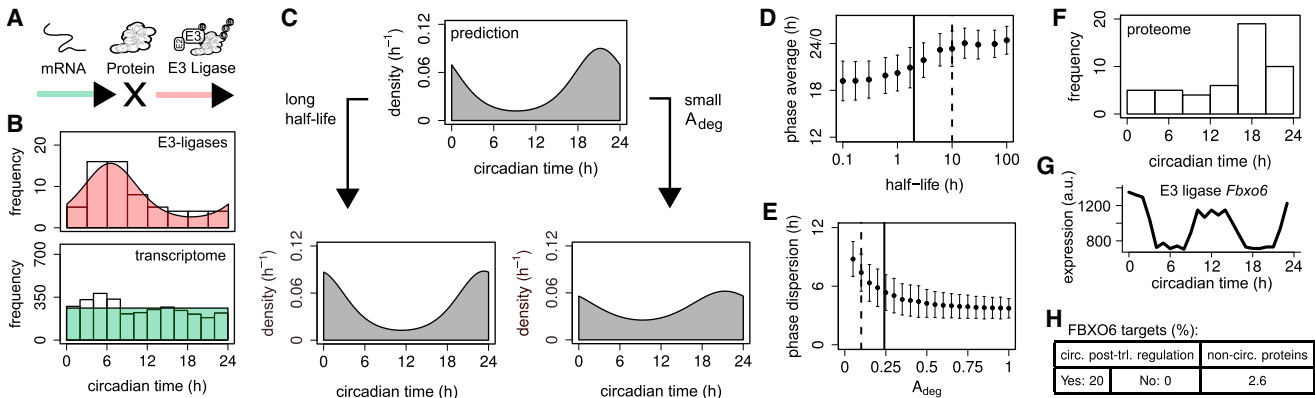 A
E2
E3
mRNA
Protein
E3 Ligase
X
B
E3-ligases
frequency
0
10
20
transcriptome
frequency
0
350
700
0 6 12 18 24
circadian time (h)
C
prediction
density (h⁻¹)
0
0.06
0.12
0 6 12 18 24
circadian time (h)
long
half-life
small
A_deg
density (h⁻¹)
0
0.06
0.12
0 6 12 18 24
circadian time (h)
density (h⁻¹)
0
0.06
0.12
0 6 12 18 24
circadian time (h)
D
phase average (h)
12
18
24/0
0.1 1 10 100
half-life (h)
E
phase dispersion (h)
0
6
12
0 0.25 0.5 0.75 1
A_deg
F
proteome
frequency
0
10
20
0 6 12 18 24
circadian time (h)
G
E3 ligase Fbxo6
expression (a.u.)
800
1200
0 6 12 18 24
circadian time (h)
H FBXO6 targets (%):
circ. post-trl. regulation non-circ. proteins
Yes: 20 No: 0 2.6